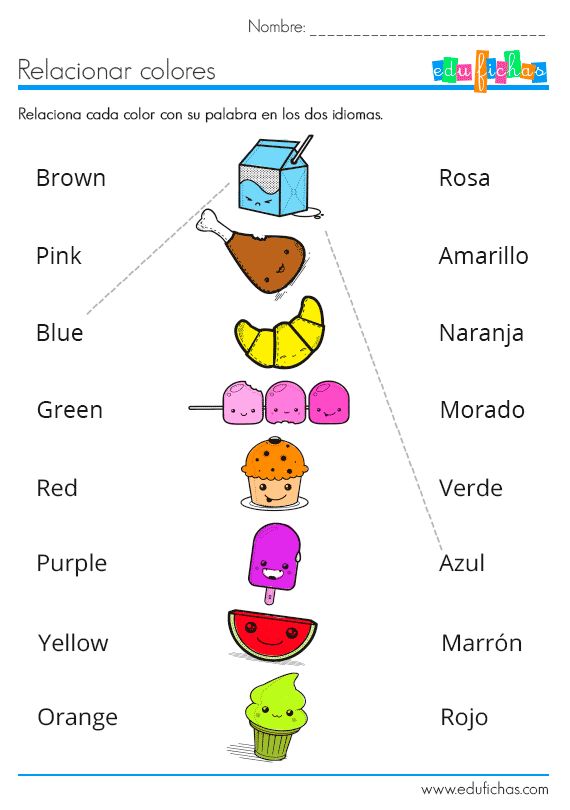 Nombre: ___________________________
Relacionar colores
edufichas
Relaciona cada color con su palabra en los dos idiomas.
Brown
Rosa
Pink
Amarillo
Blue
Naranja
Green
Morado
Red
Verde
Purple
Azul
Yellow
Marrón
Orange
Rojo
www.edufichas.com